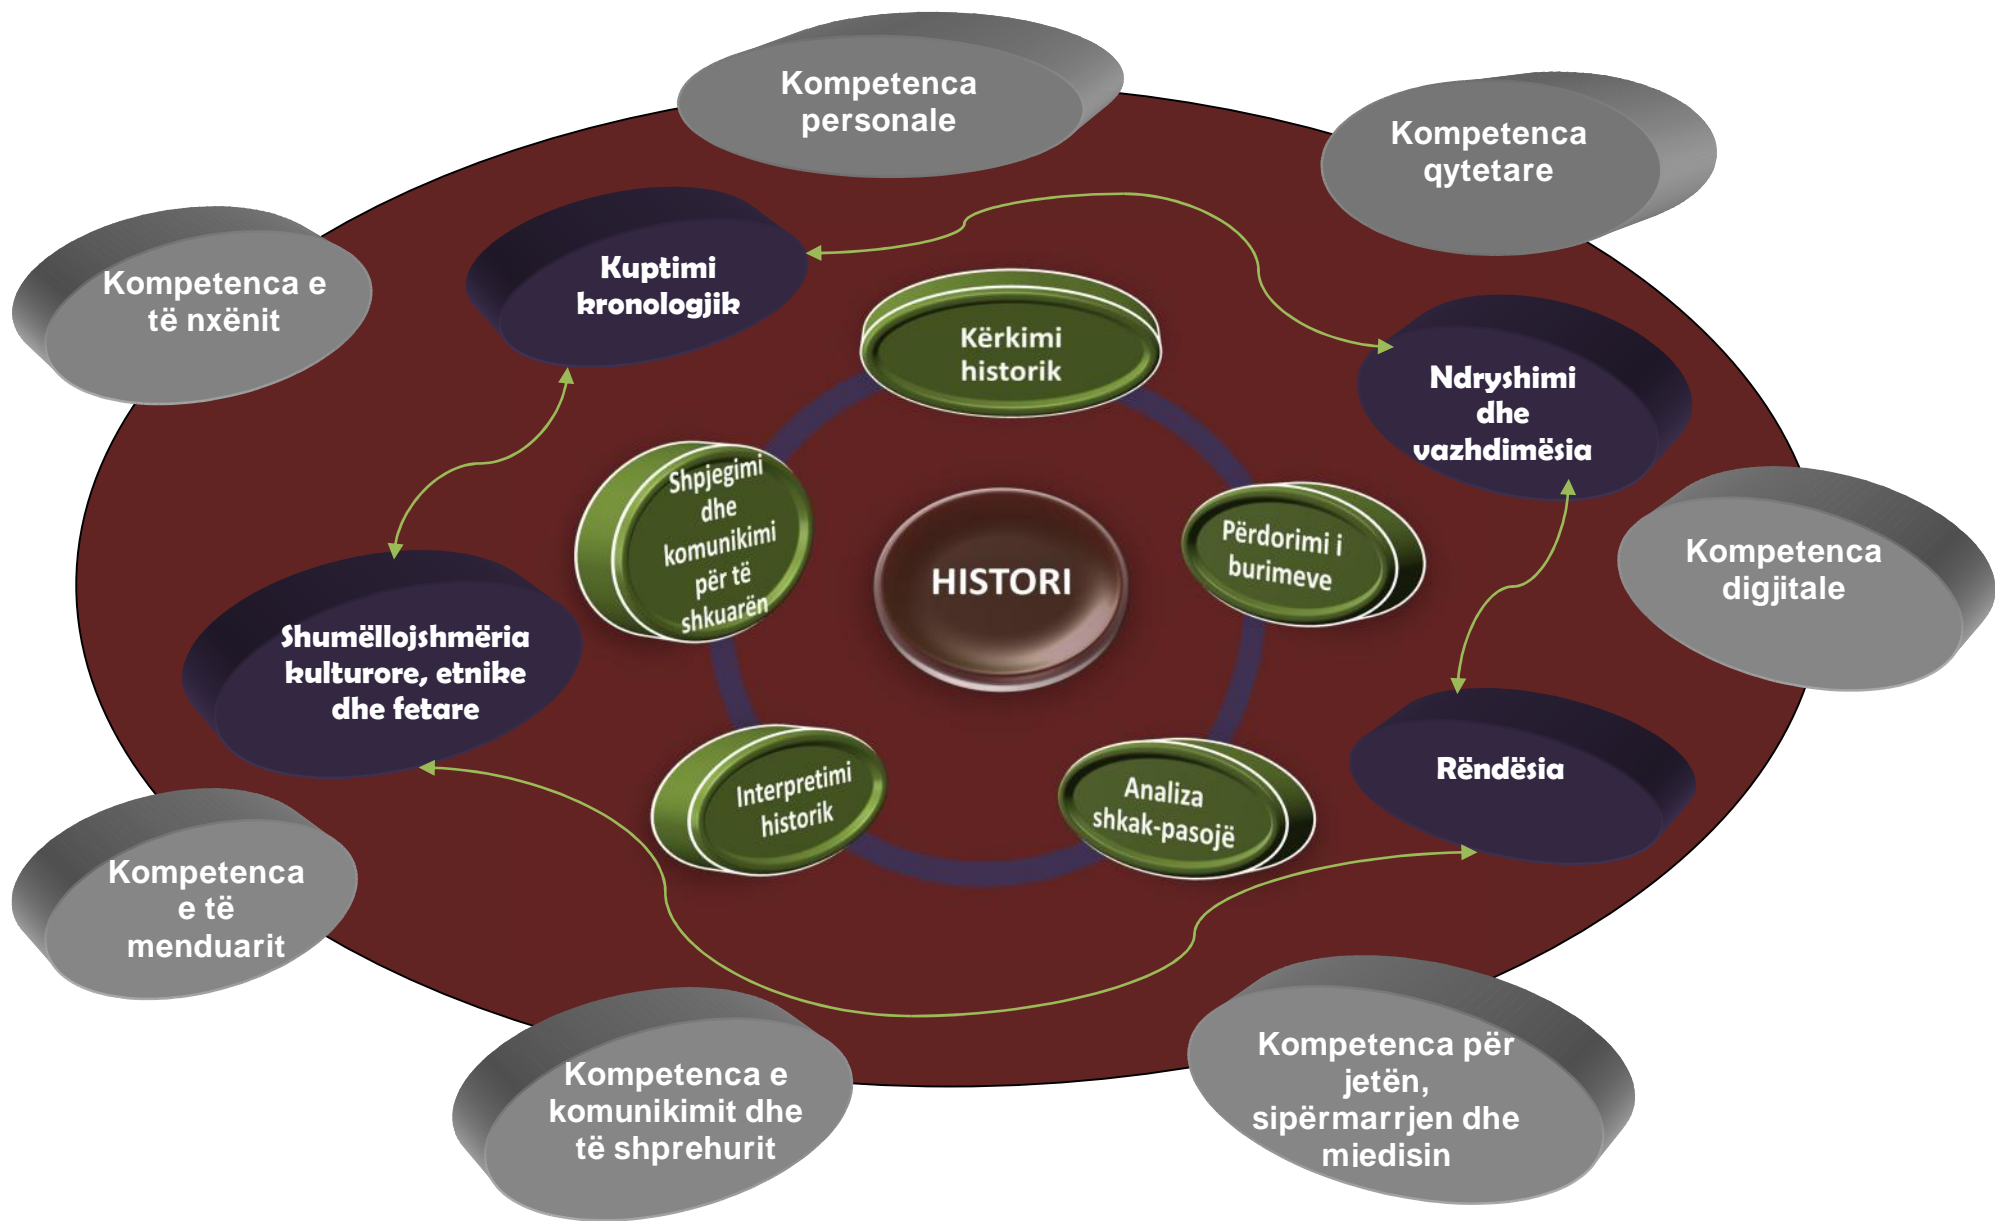 Kompetenca
personale
Kompetenca
qytetare
Kompetenca e
të nxënit
Kuptimi
kronologjik
Kërkimi
historik
Ndryshimi
dhe
vazhdimësia
Shpjegimi
dhe
komunikimi
për të
shkuarën
HISTORI
Përdorimi i
burimeve
Kompetenca
digjitale
Shumëllojshmëria
kulturore, etnike
dhe fetare
Interpretimi
historik
Analiza
shkak-pasojë
Rëndësia
Kompetenca
e të
menduarit
Kompetenca e
komunikimit dhe
të shprehurit
Kompetenca për
jetën,
sipërmarrjen dhe
mjedisin